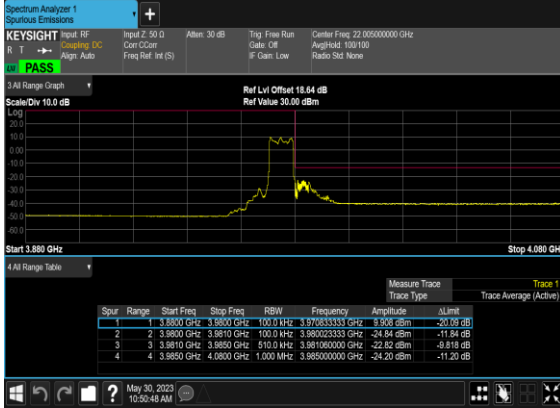 Spectrum Analyzer 1
Spurious Emissions
+
KEYSIGHT Input: RF Input Z: 50 Ω Atten: 30 dB Trig: Free Run Center Freq: 22.005000000 GHz
R T Coupling: DC Corr CCorr Gate: Off Avg|Hold: 100/100
Align: Auto Freq Ref: Int (S) IF Gain: Low Radio Std: None
PASS
3 All Range Graph Ref Lvl Offset 18.64 dB
Scale/Div 10.0 dB Ref Value 30.00 dBm
Log
20.0
10.0
0.00
-10.0
-20.0
-30.0
-40.0
-50.0
-60.0
Start 3.880 GHz Stop 4.080 GH
4 All Range Table
Measure Trace Trace 1
Trace Type Trace Average (Active)
Spur Range Start Freq Stop Freq RBW Frequency Amplitude ΔLimit
1 1 3.8800 GHz 3.9800 GHz 100.0 kHz 3.970833333 GHz 9.908 dBm -20.09 dB
2 2 3.9800 GHz 3.9810 GHz 100.0 kHz 3.980023333 GHz -24.84 dBm -11.84 dB
3 3 3.9810 GHz 3.9850 GHz 510.0 kHz 3.981060000 GHz -22.82 dBm -9.818 dB
4 4 3.9850 GHz 4.0800 GHz 1.000 MHz 3.985000000 GHz -24.20 dBm -11.20 dB
? May 30, 2023
10:50:48 AM